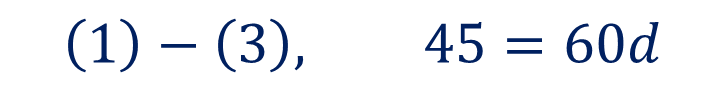 (1) − (3), 45 = 60d